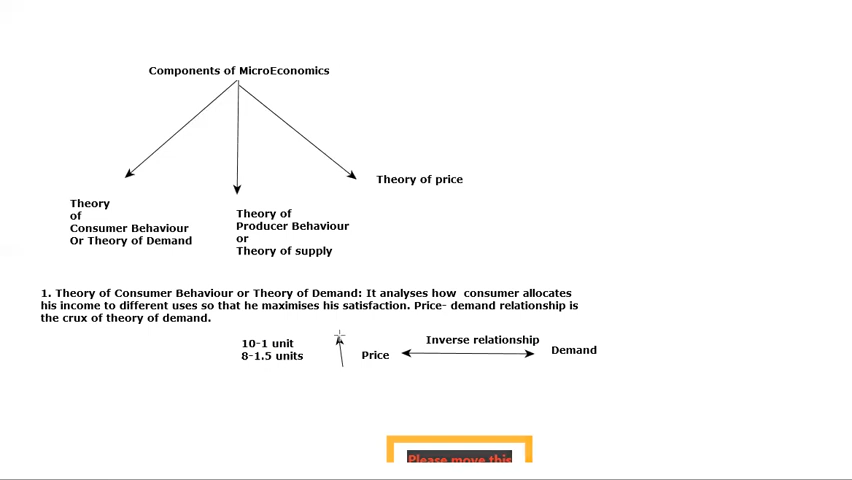 Components of MicroEconomics
Theory of price
Theory
of
Consumer Behaviour
Or Theory of Demand
Theory of
Producer Behaviour
or
Theory of supply
1. Theory of Consumer Behaviour or Theory of Demand: It analyses how consumer allocates
his income to different uses so that he maximises his satisfaction. Price- demand relationship is
the crux of theory of demand.
10-1 unit
8-1.5 units
Price
Inverse relationship
Demand
Please move this